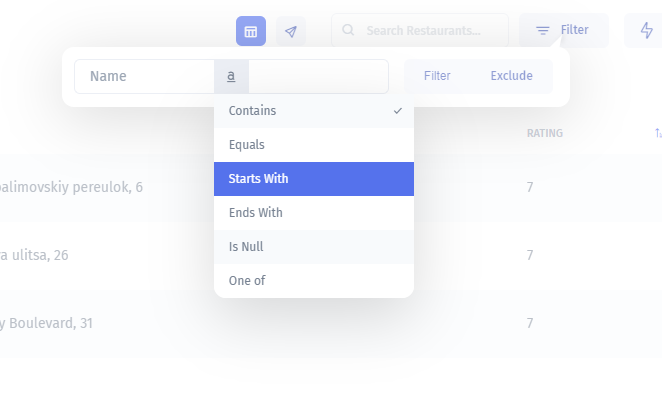 Search Restaurants...
Filter
Name
a
Filter
Exclude
Contains
Equals
Starts With
Ends With
Is Null
One of
RATING
palimovskiy pereulok, 6
7
a ulitsa, 26
7
y Boulevard, 31
7